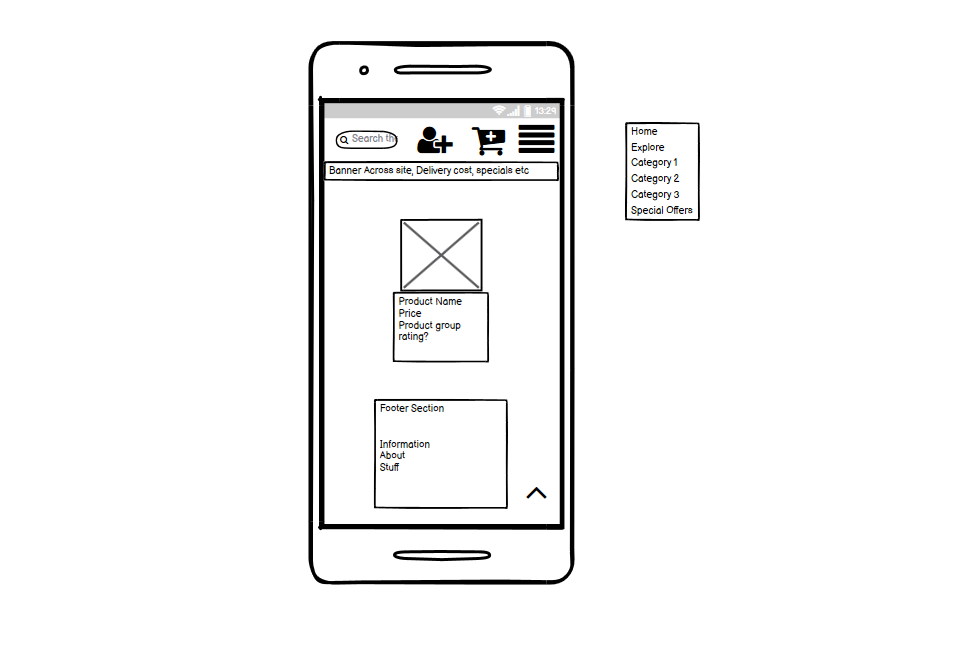 13:29
Search th
Banner Across site, Delivery cost, specials etc
Product Name
Price
Product group
rating?
Footer Section
Information
About
Stuff
Home
Explore
Category 1
Category 2
Category 3
Special Offers